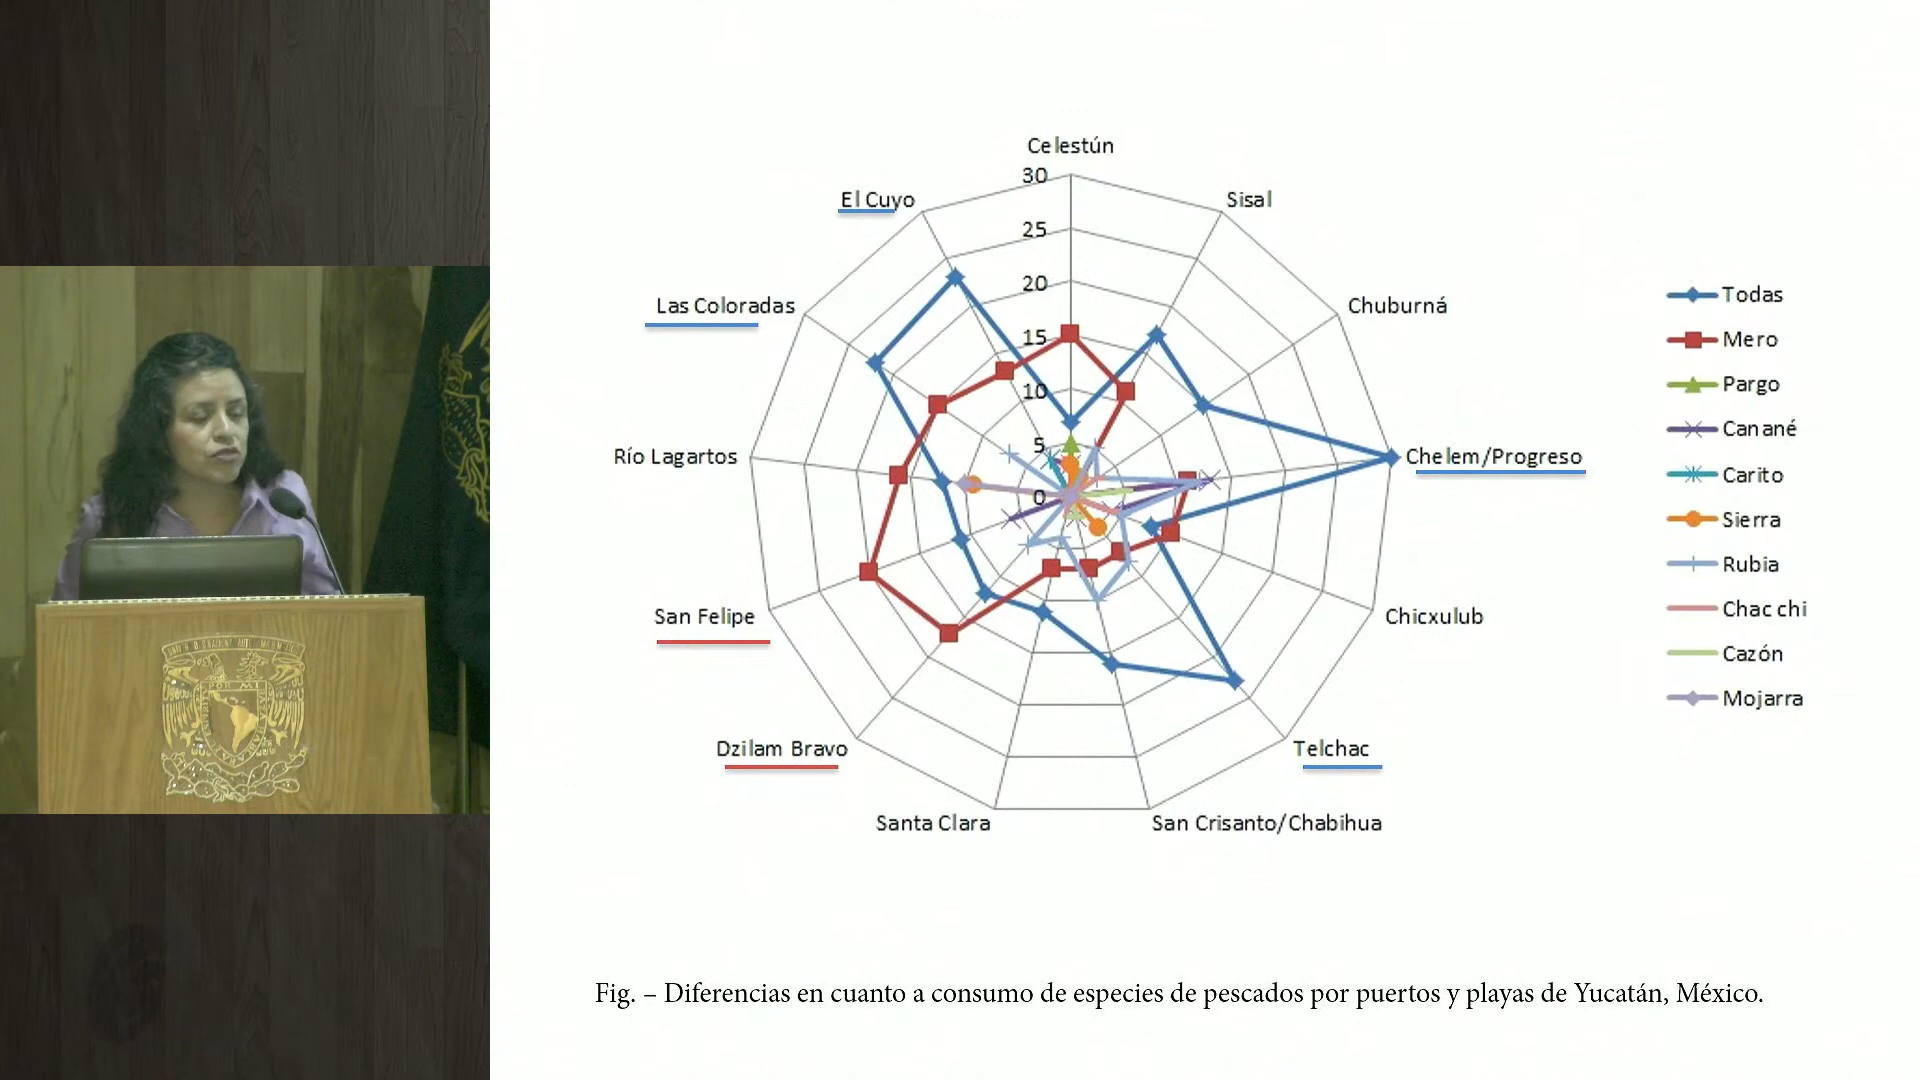 Celestún
30
El Cuyo
Sisal
25
Las Coloradas
20
Chuburná
Todas
15
Mero
10
Pargo
Cananá
5
Río Lagartos
Chelem/Progreso
Carito
0
Sierra
Rubia
San Felipe
Chicxulub
Chac chi
Cazón
Mojarra
Dzilam Bravo
Telchac
Santa Clara
San Crisanto/Chabihua
Fig. – Diferencias en cuanto a consumo de especies de pescados por puertos y playas de Yucatán, México.